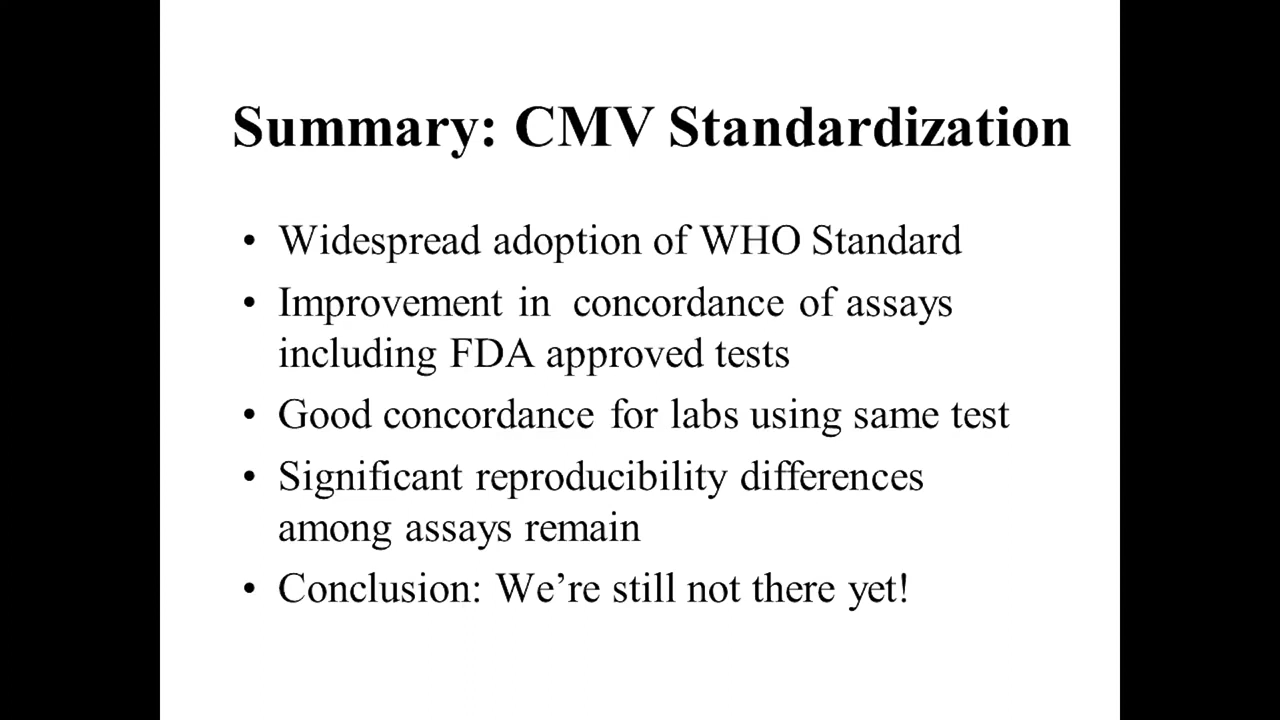 Summary: CMV Standardization
• Widespread adoption of WHO Standard
• Improvement in concordance of assays
including FDA approved tests
• Good concordance for labs using same test
• Significant reproducibility differences
among assays remain
• Conclusion: We're still not there yet!